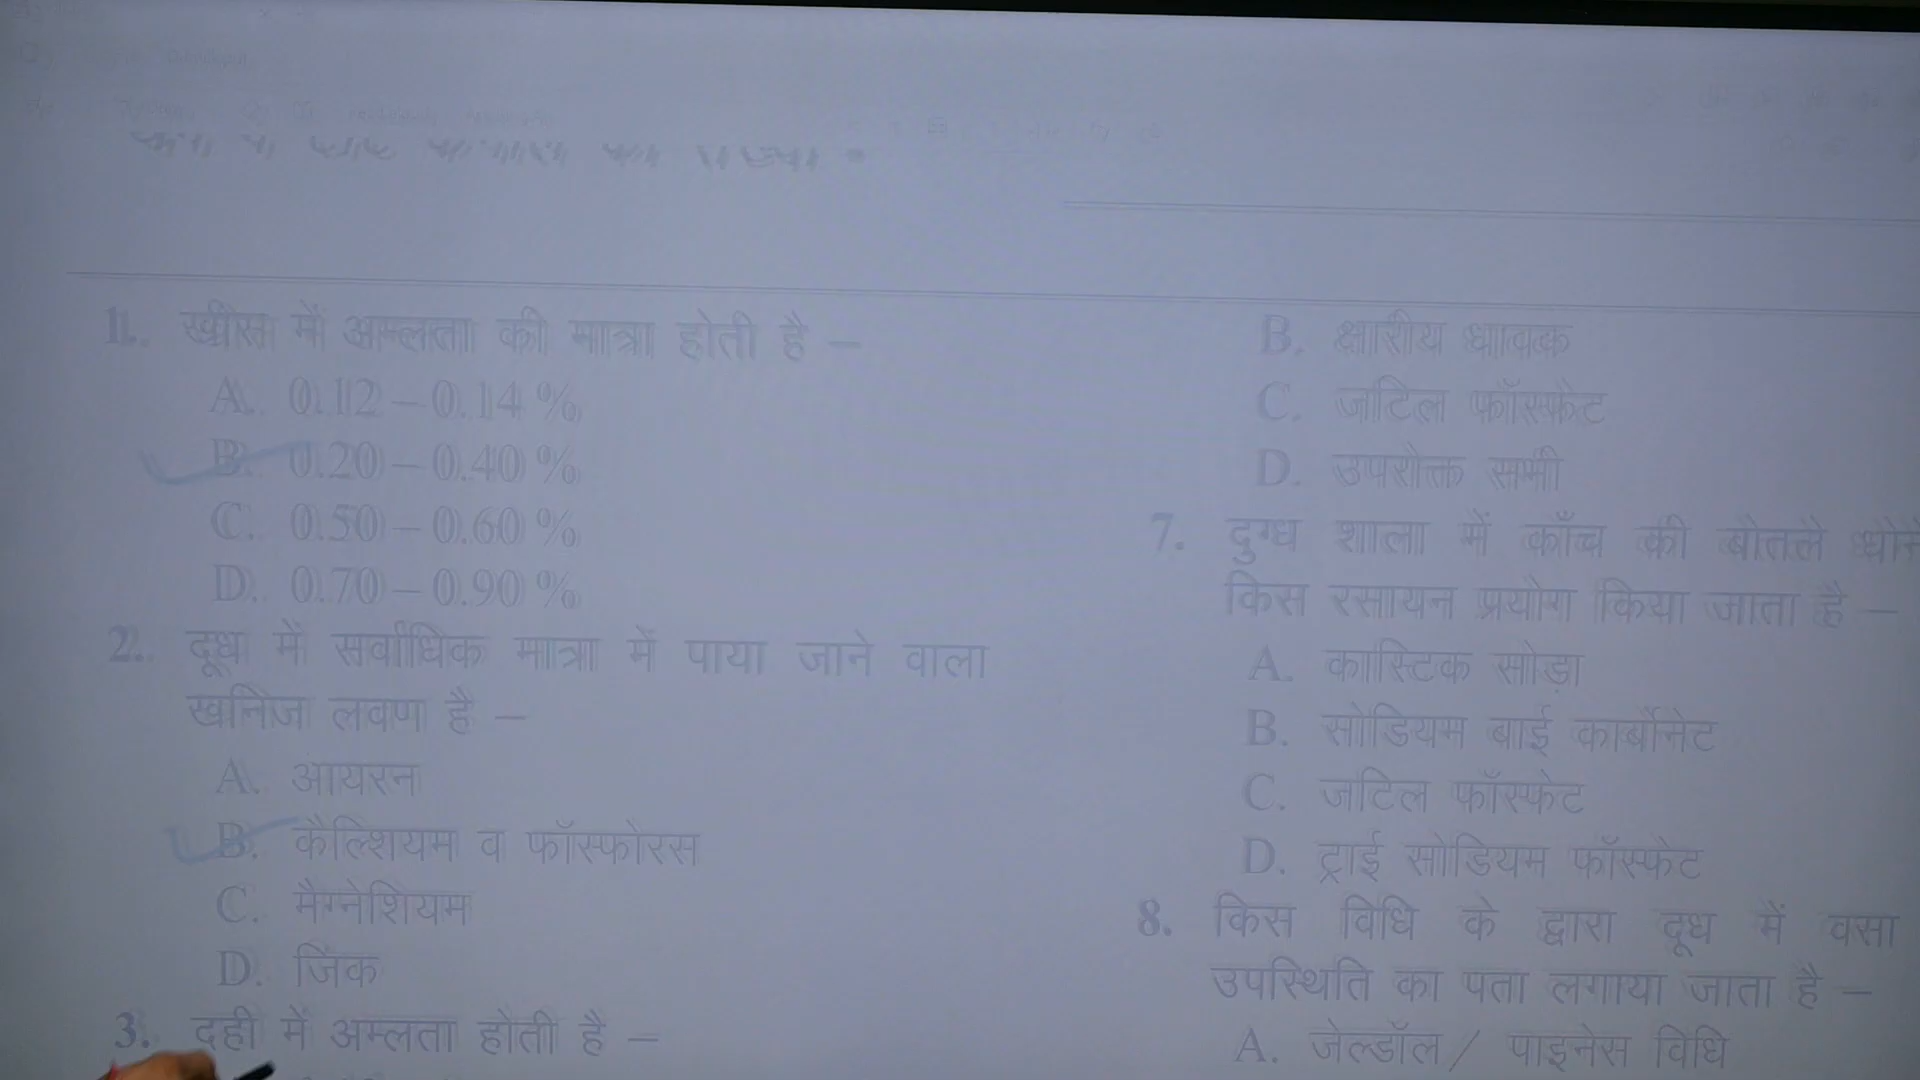 1. खीस में अम्लता की मात्रा होती है –
A. 0.12 – 0.14 %
B. 0.20 – 0.40 %
C. 0.50 – 0.60 %
D. 0.70 – 0.90 %
2. दूध में सर्वाधिक मात्रा में पाया जाने वाला
खनिज लवण है –
A. आयरन
B. कैल्शियम व फॉस्फोरस
C. मैग्नेशियम
D. जिंक
3. दही में अम्लता होती है –
B. क्षारीय धावक
C. जटिल फॉस्फेट
D. उपरोक्त सभी
7. दुग्ध शाला में काँच की बोतलें धोने
किस रसायन प्रयोग किया जाता है –
A. कास्टिक सोड़ा
B. सोडियम बाई कार्बोनेट
C. जटिल फॉस्फेट
D. ट्राई सोडियम फॉस्फेट
8. किस विधि के द्वारा दूध में वसा
उपस्थिति का पता लगाया जाता है –
A. जेल्डॉल / पाइनेस विधि